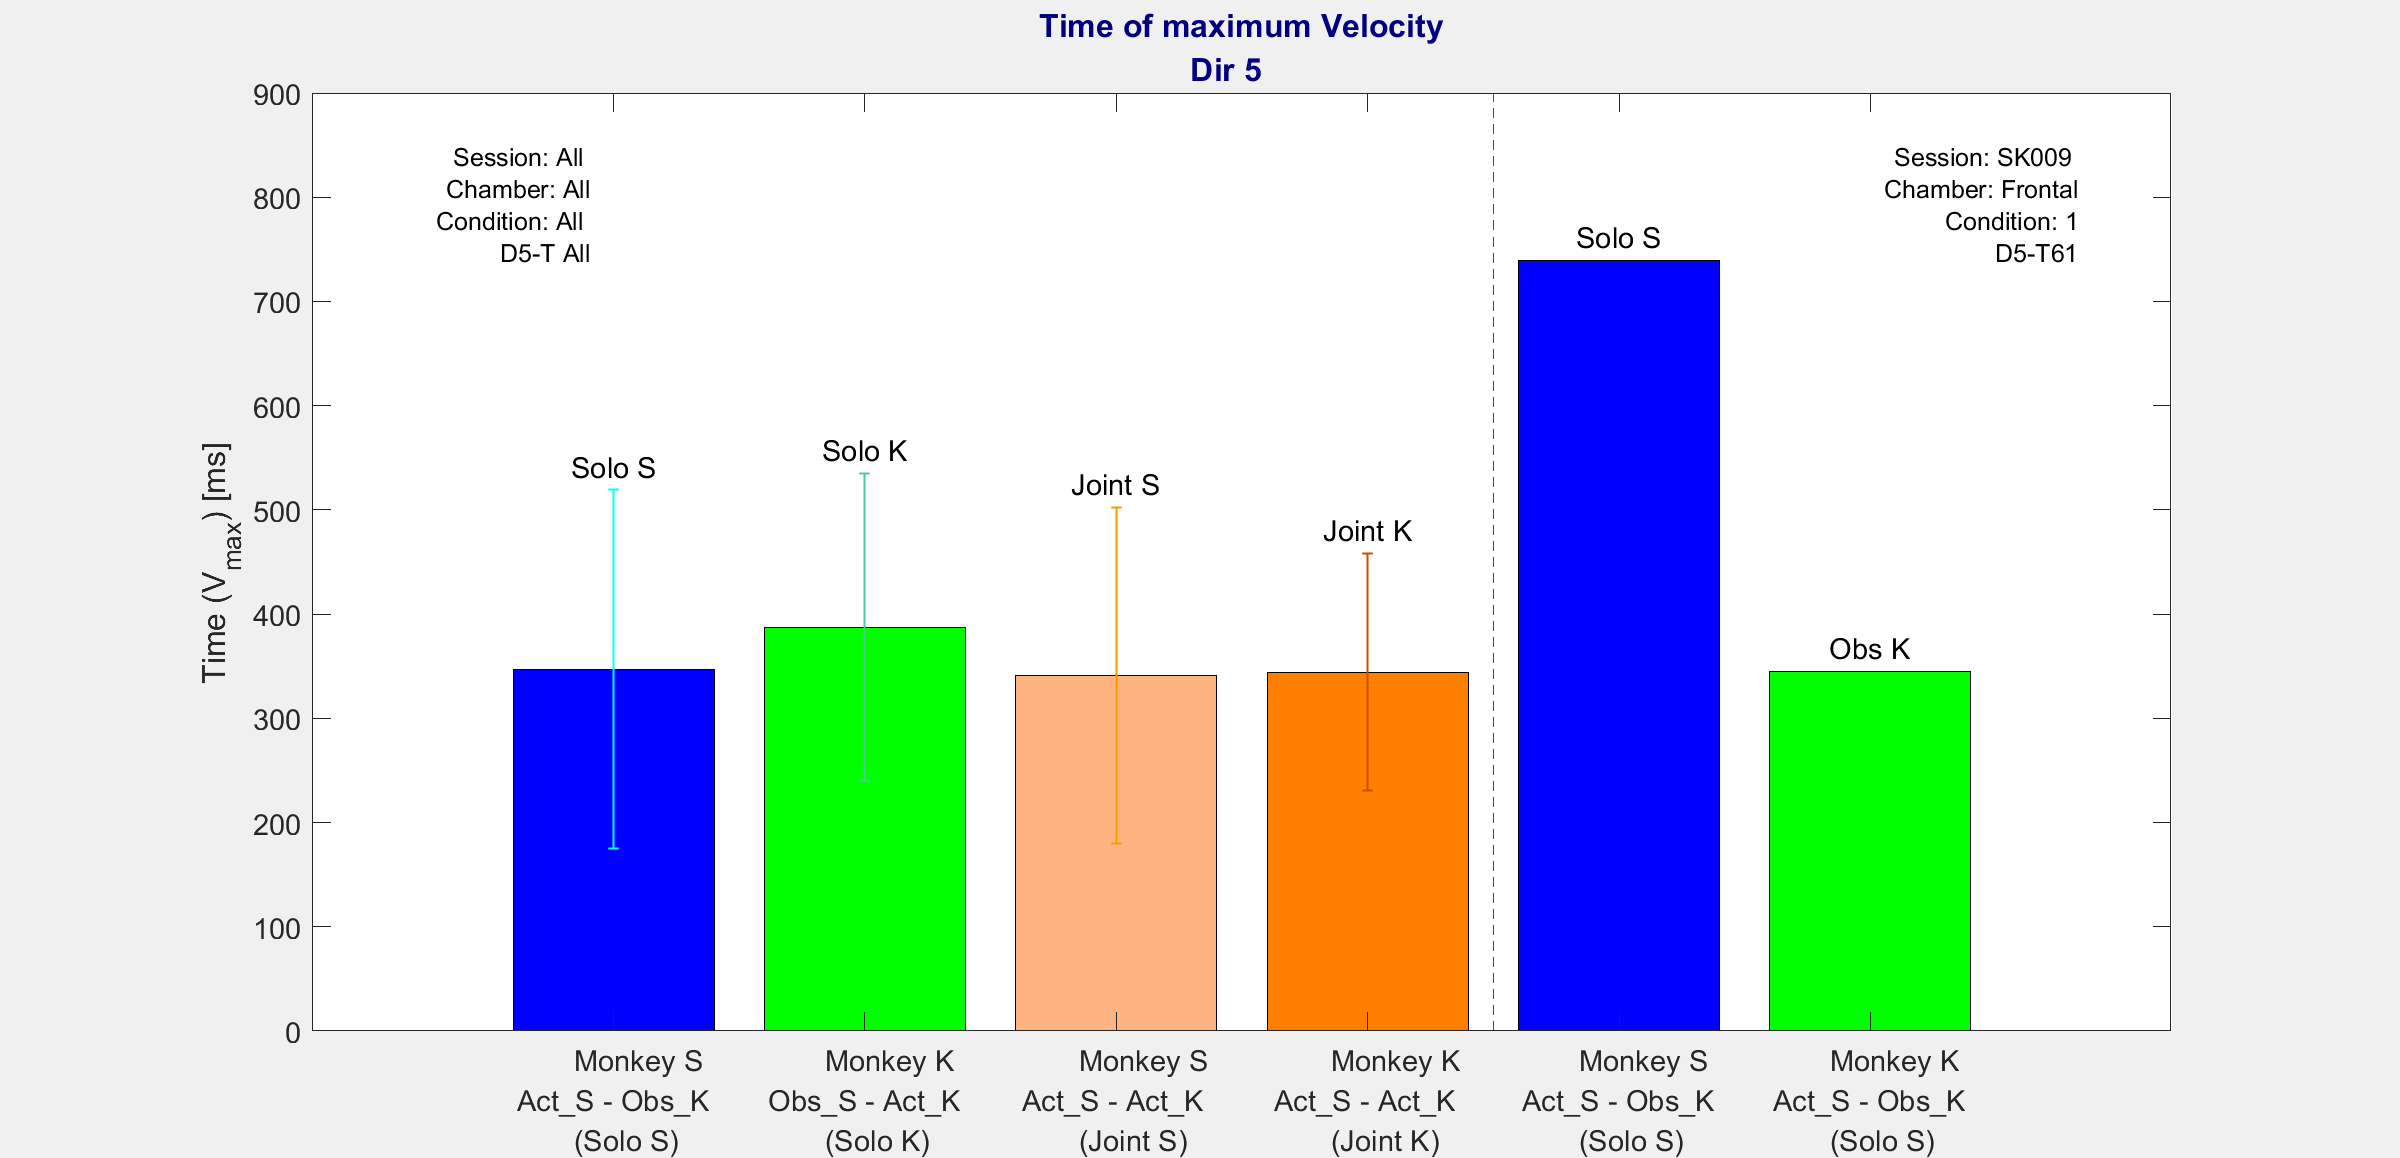 Time of maximum Velocity
Dir 5
900
800
700
600
500
400
300
200
100
0
Time (V_max) [ms]
Session: All
Chamber: All
Condition: All
D5-T All
Session: SK009
Chamber: Frontal
Condition: 1
D5-T61
Solo S
Solo K
Joint S
Joint K
Solo S
Obs K
Monkey S
Act_S - Obs_K
(Solo S)
Monkey K
Obs_S - Act_K
(Solo K)
Monkey S
Act_S - Act_K
(Joint S)
Monkey K
Act_S - Act_K
(Joint K)
Monkey S
Act_S - Obs_K
(Solo S)
Monkey K
Act_S - Obs_K
(Solo S)